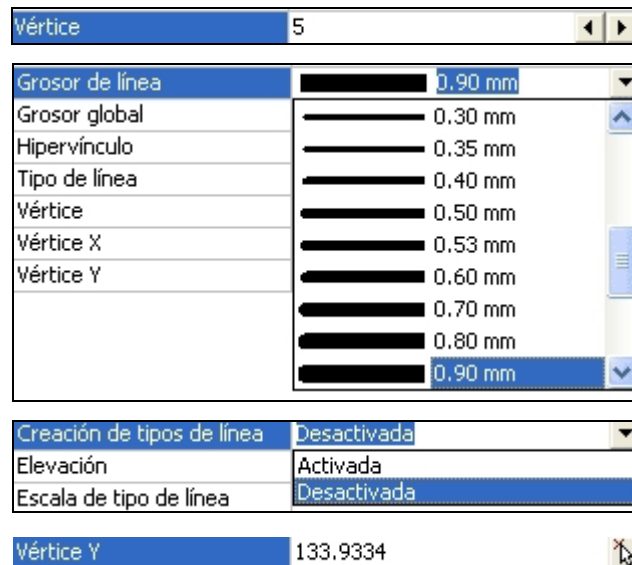 Vértice 5
Grosor de línea 0.90 mm
Grosor global 0.30 mm
Hipervínculo 0.35 mm
Tipo de línea 0.40 mm
Vértice 0.50 mm
Vértice X 0.53 mm
Vértice Y 0.60 mm
0.70 mm
0.80 mm
0.90 mm
Creación de tipos de línea Desactivada
Elevación Activada
Escala de tipo de línea Desactivada
Vértice Y 133.9334